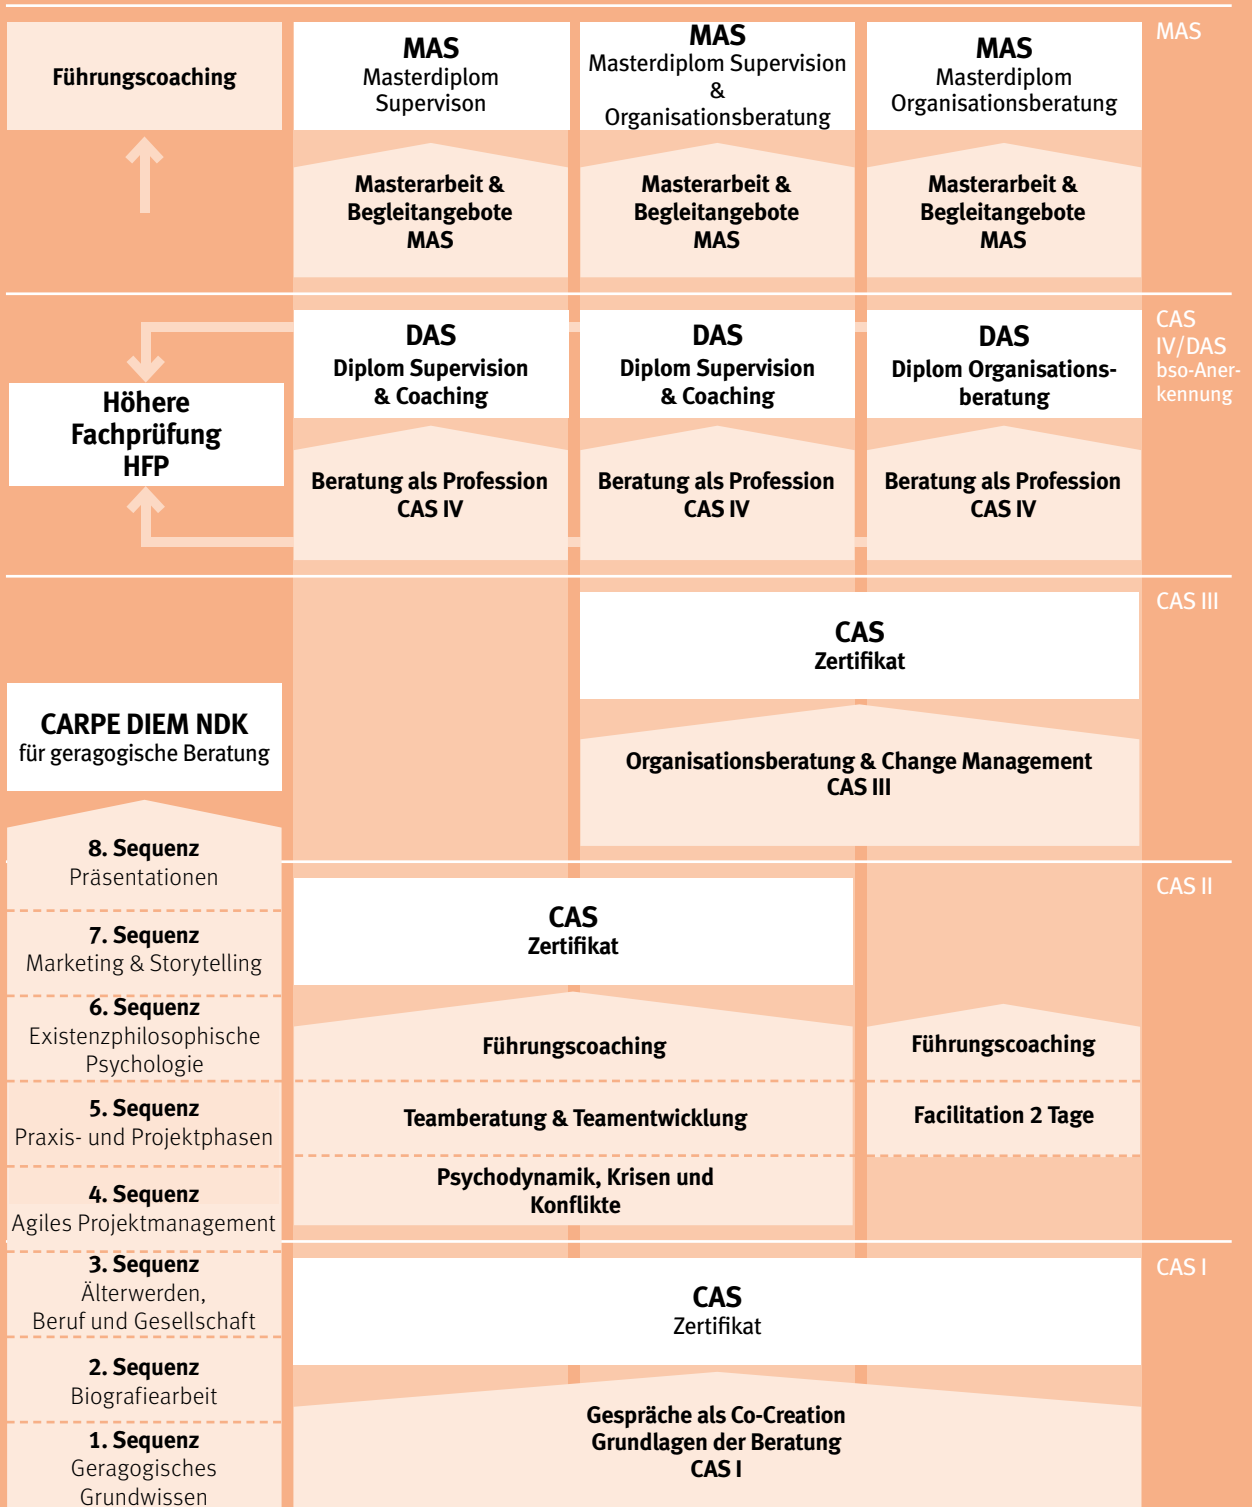 MAS
Führungscoaching
MAS
Masterdiplom
Supervison
MAS
Masterdiplom Supervision
&
Organisationsberatung
MAS
Masterdiplom
Organisationsberatung
Masterarbeit &
Begleitangebote
MAS
Masterarbeit &
Begleitangebote
MAS
Masterarbeit &
Begleitangebote
MAS
CAS
IV/DAS
bso-Aner-
kennung
Höhere
Fachprüfung
HFP
DAS
Diplom Supervision
& Coaching
DAS
Diplom Supervision
& Coaching
DAS
Diplom Organisations-
beratung
Beratung als Profession
CAS IV
Beratung als Profession
CAS IV
Beratung als Profession
CAS IV
CAS III
CAS
Zertifikat
Organisationsberatung & Change Management
CAS III
CARPE DIEM NDK
für geragogische Beratung
8. Sequenz
Präsentationen
7. Sequenz
Marketing & Storytelling
6. Sequenz
Existenzphilosophische
Psychologie
5. Sequenz
Praxis- und Projektphasen
4. Sequenz
Agiles Projektmanagement
3. Sequenz
Älterwerden,
Beruf und Gesellschaft
2. Sequenz
Biografiearbeit
1. Sequenz
Geragogisches
Grundwissen
CAS II
CAS
Zertifikat
Führungscoaching
Teamberatung & Teamentwicklung
Psychodynamik, Krisen und
Konflikte
Führungscoaching
Facilitation 2 Tage
CAS I
CAS
Zertifikat
Gespräche als Co-Creation
Grundlagen der Beratung
CAS I